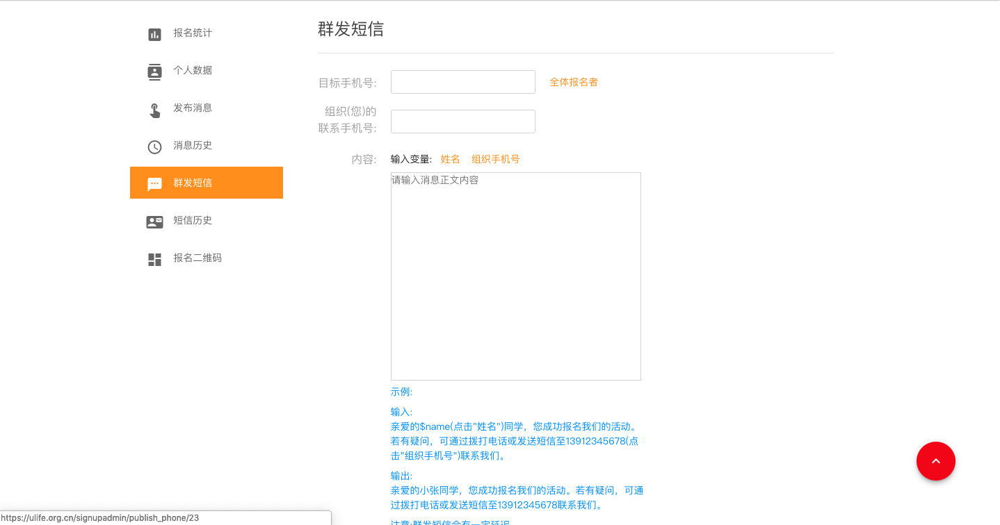 报名统计
个人数据
发布消息
消息历史
群发短信
短信历史
报名二维码
群发短信
目标手机号:
全体报名者
组织(您)的
联系手机号:
内容:
输入变量: 姓名 组织手机号
请输入消息正文内容
示例:
输入:
亲爱的$name(点击"姓名")同学，您成功报名我们的活动。
若有疑问，可通过拨打电话或发送短信至13912345678(点
击"组织手机号")联系我们。
输出:
亲爱的小张同学，您成功报名我们的活动。若有疑问，可通
过拨打电话或发送短信至13912345678联系我们。
注意:群发短信会有一定延迟
https://ulife.org.cn/signupadmin/publish_phone/23